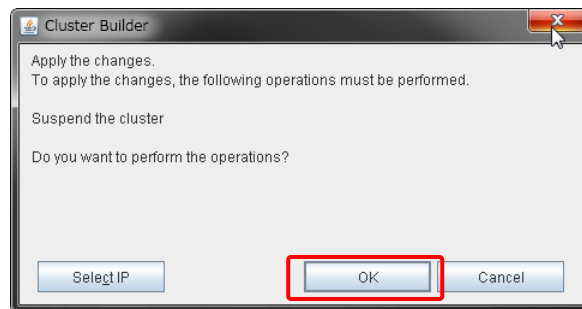 Cluster Builder
Apply the changes.
To apply the changes, the following operations must be performed.
Suspend the cluster
Do you want to perform the operations?
Select IP
OK
Cancel